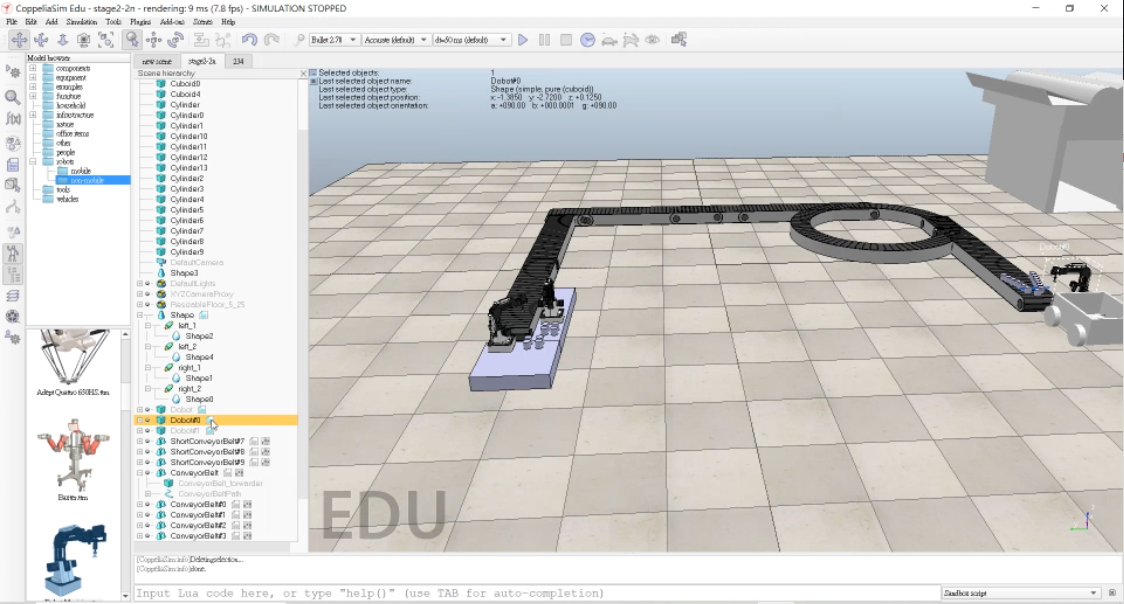 CoppeliaSim Edu - stage2-2n - rendering: 9 ms (7.8 fps) - SIMULATION STOPPED
File Edit Add Simulation Tools Plugins Add-ons Scenes Help
Bullet 2.78 Accurate (default) dt=50 ms (default)
Model browser
components
equipment
examples
furniture
household
infrastructure
nature
office items
other
people
robots
mobile
non-mobile
tools
vehicles
Adept Quattro 650HS.ttm
Baxter.ttm
new scene stage2-2n 234
Scene hierarchy
Cuboid0
Cuboid4
Cylinder
Cylinder0
Cylinder1
Cylinder10
Cylinder11
Cylinder12
Cylinder13
Cylinder2
Cylinder3
Cylinder4
Cylinder5
Cylinder6
Cylinder7
Cylinder8
Cylinder9
DefaultCamera
Shape3
DefaultLights
XYZCameraProxy
ResizableFloor_5_25
Shape
left_1
Shape2
left_2
Shape4
right_1
Shape1
right_2
Shape0
Dobot
Dobot#0
Dobot#1
ShortConveyorBelt#7
ShortConveyorBelt#8
ShortConveyorBelt#9
ConveyorBelt
ConveyorBelt_forwarder
ConveyorBeltPath
ConveyorBelt#0
ConveyorBelt#1
ConveyorBelt#2
ConveyorBelt#3
Selected objects: 1
Last selected object name: Dobot#0
Last selected object type: Shape (simple, pure (cuboid))
Last selected object position: x: -1.3850 y: -2.7200 z: +0.1250
Last selected object orientation: a: +090.00 b: +000.0001 g: +090.00
Dobot#0
EDU
[CoppeliaSim:info] Deleting selection...
[CoppeliaSim:info] done.
Input Lua code here, or type "help()" (use TAB for auto-completion)
Sandbox script